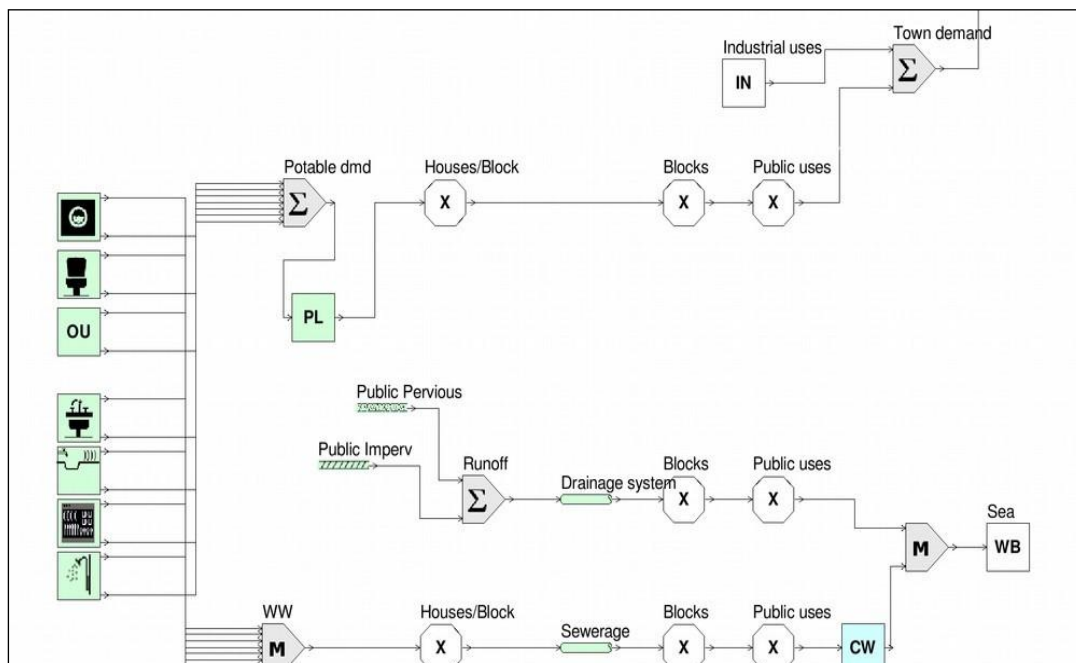 Town demand
Industrial uses
Σ
IN
Potable dmd
Houses/Block
Blocks
Public uses
Σ
X
X
X
OU
PL
Public Pervious
Public Imperv
Runoff
Drainage system
Blocks
Public uses
Σ
X
X
Sea
M
WB
WW
Houses/Block
Sewerage
Blocks
Public uses
M
X
X
X
CW